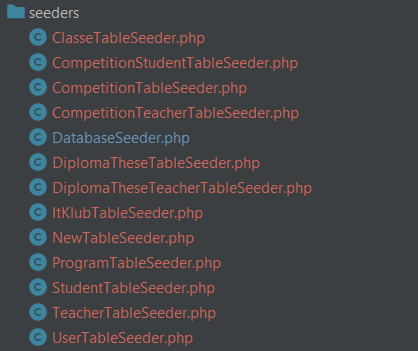 seeders
ClasseTableSeeder.php
CompetitionStudentTableSeeder.php
CompetitionTableSeeder.php
CompetitionTeacherTableSeeder.php
DatabaseSeeder.php
DiplomaTheseTableSeeder.php
DiplomaTheseTeacherTableSeeder.php
ItKlubTableSeeder.php
NewTableSeeder.php
ProgramTableSeeder.php
StudentTableSeeder.php
TeacherTableSeeder.php
UserTableSeeder.php